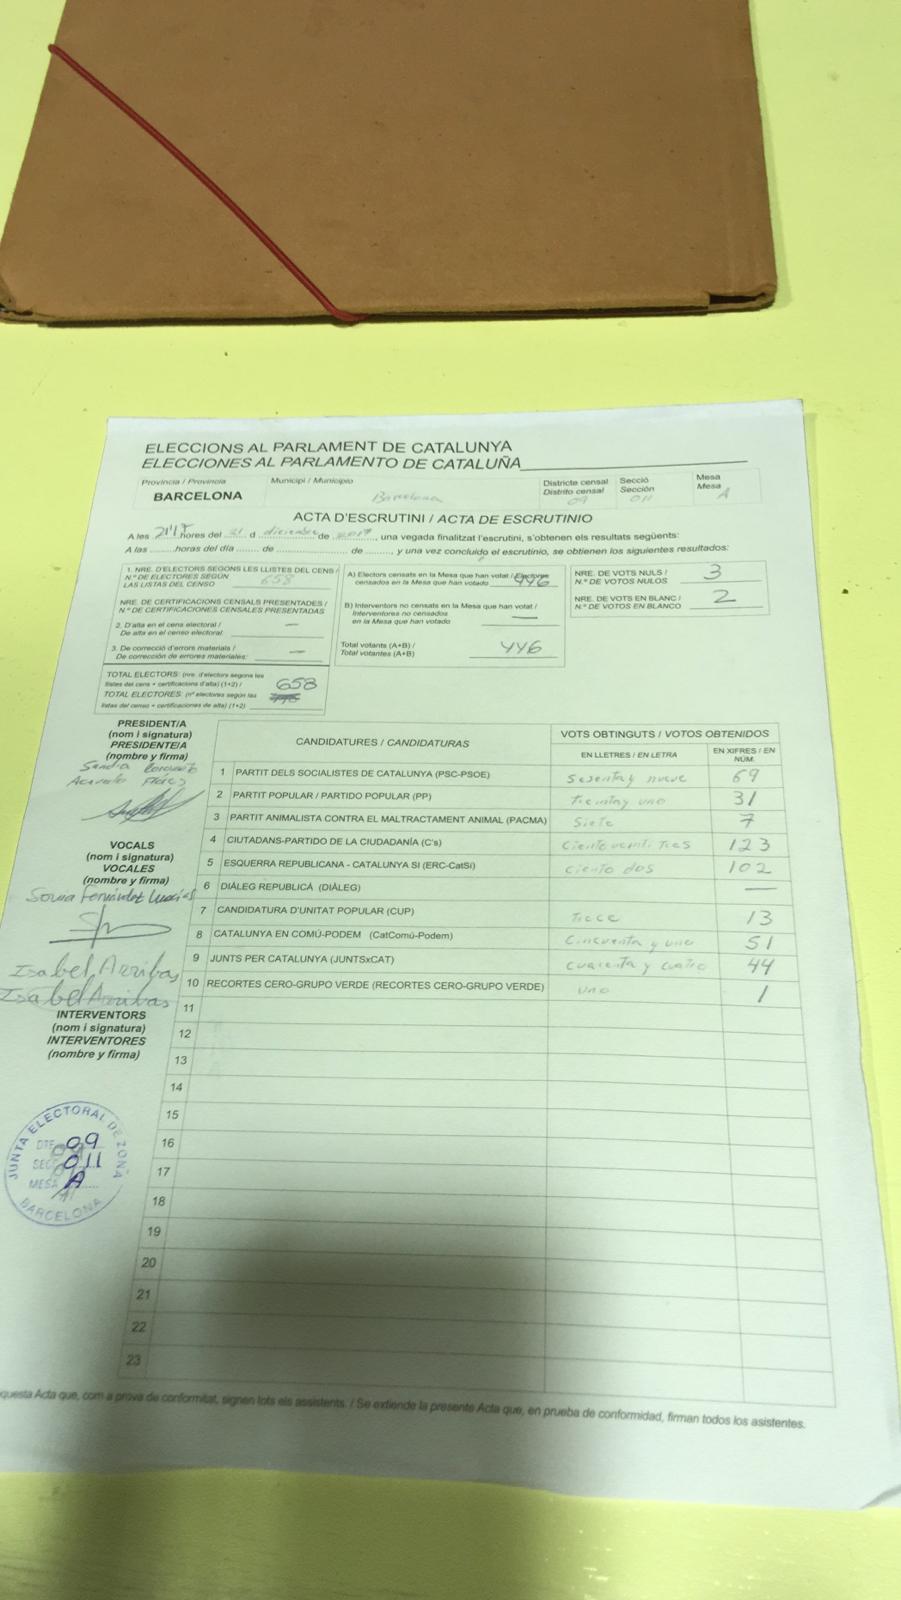 ELECCIONS AL PARLAMENT DE CATALUNYA
ELECCIONES AL PARLAMENTO DE CATALUÑA
Província / Provincia
BARCELONA
Municipi / Municipio
Barcelona
Districte censal
Distrito censal
09
Secció
Sección
011
Mesa
Mesa
A
ACTA D'ESCRUTINI / ACTA DE ESCRUTINIO
A les 21'15 hores del 21 d diciembre de 2017, una vegada finalitzat l'escrutini, s'obtenen els resultats següents:
A las ......... horas del día ....... de .................... de ........, y una vez concluído el escrutinio, se obtienen los siguientes resultados:
1. NRE. D'ELECTORS SEGONS LES LLISTES DEL CENS /
N.º DE ELECTORES SEGÚN
LAS LISTAS DEL CENSO 658
NRE. DE CERTIFICACIONS CENSALS PRESENTADES /
N.º DE CERTIFICACIONES CENSALES PRESENTADAS
2. D'alta en el cens electoral / —
De alta en el censo electoral:
3. De correcció d'errors materials / —
De corrección de errores materiales:
TOTAL ELECTORS: (nre. d'electors segons les
llistes del cens + certificacions d'alta) (1+2) / 658
TOTAL ELECTORES: (nº electores según las
listas del censo + certificaciones de alta) (1+2)
A) Electors censats en la Mesa que han votat / Electores
censados en la Mesa que han votado 446
B) Interventors no censats en la Mesa que han votat /
Interventores no censados
en la Mesa que han votado —
Total votants (A+B) /
Total votantes (A+B) 446
NRE. DE VOTS NULS /
N.º DE VOTOS NULOS 3
NRE. DE VOTS EN BLANC /
N.º DE VOTOS EN BLANCO 2
PRESIDENT/A
(nom i signatura)
PRESIDENTE/A
(nombre y firma)
Sandra
Acevedo Flórez
VOCALS
(nom i signatura)
VOCALES
(nombre y firma)
Sonia Fernández
Isabel Arribas
Isabel Arribas
INTERVENTORS
(nom i signatura)
INTERVENTORES
(nombre y firma)
CANDIDATURES / CANDIDATURAS
VOTS OBTINGUTS / VOTOS OBTENIDOS
EN LLETRES / EN LETRA
EN XIFRES / EN NÚM.
1 PARTIT DELS SOCIALISTES DE CATALUNYA (PSC-PSOE) Sesenta y nueve 69
2 PARTIT POPULAR / PARTIDO POPULAR (PP) treinta y uno 31
3 PARTIT ANIMALISTA CONTRA EL MALTRACTAMENT ANIMAL (PACMA) Siete 7
4 CIUTADANS-PARTIDO DE LA CIUDADANÍA (C's) ciento veintitres 123
5 ESQUERRA REPUBLICANA - CATALUNYA SI (ERC-CatSí) ciento dos 102
6 DIÀLEG REPUBLICÀ (DIÀLEG) —
7 CANDIDATURA D'UNITAT POPULAR (CUP) Trece 13
8 CATALUNYA EN COMÚ-PODEM (CatComú-Podem) Cincuenta y uno 51
9 JUNTS PER CATALUNYA (JUNTSxCAT) cuarenta y cuatro 44
10 RECORTES CERO-GRUPO VERDE (RECORTES CERO-GRUPO VERDE) uno 1
11
12
13
14
15
16
17
18
19
20
21
22
23
JUNTA ELECTORAL DE ZONA
DTE 09
SEC 011
MESA A
BARCELONA
questa Acta que, com a prova de conformitat, signen tots els assistents. / Se extiende la presente Acta que, en prueba de conformidad, firman todos los asistentes.